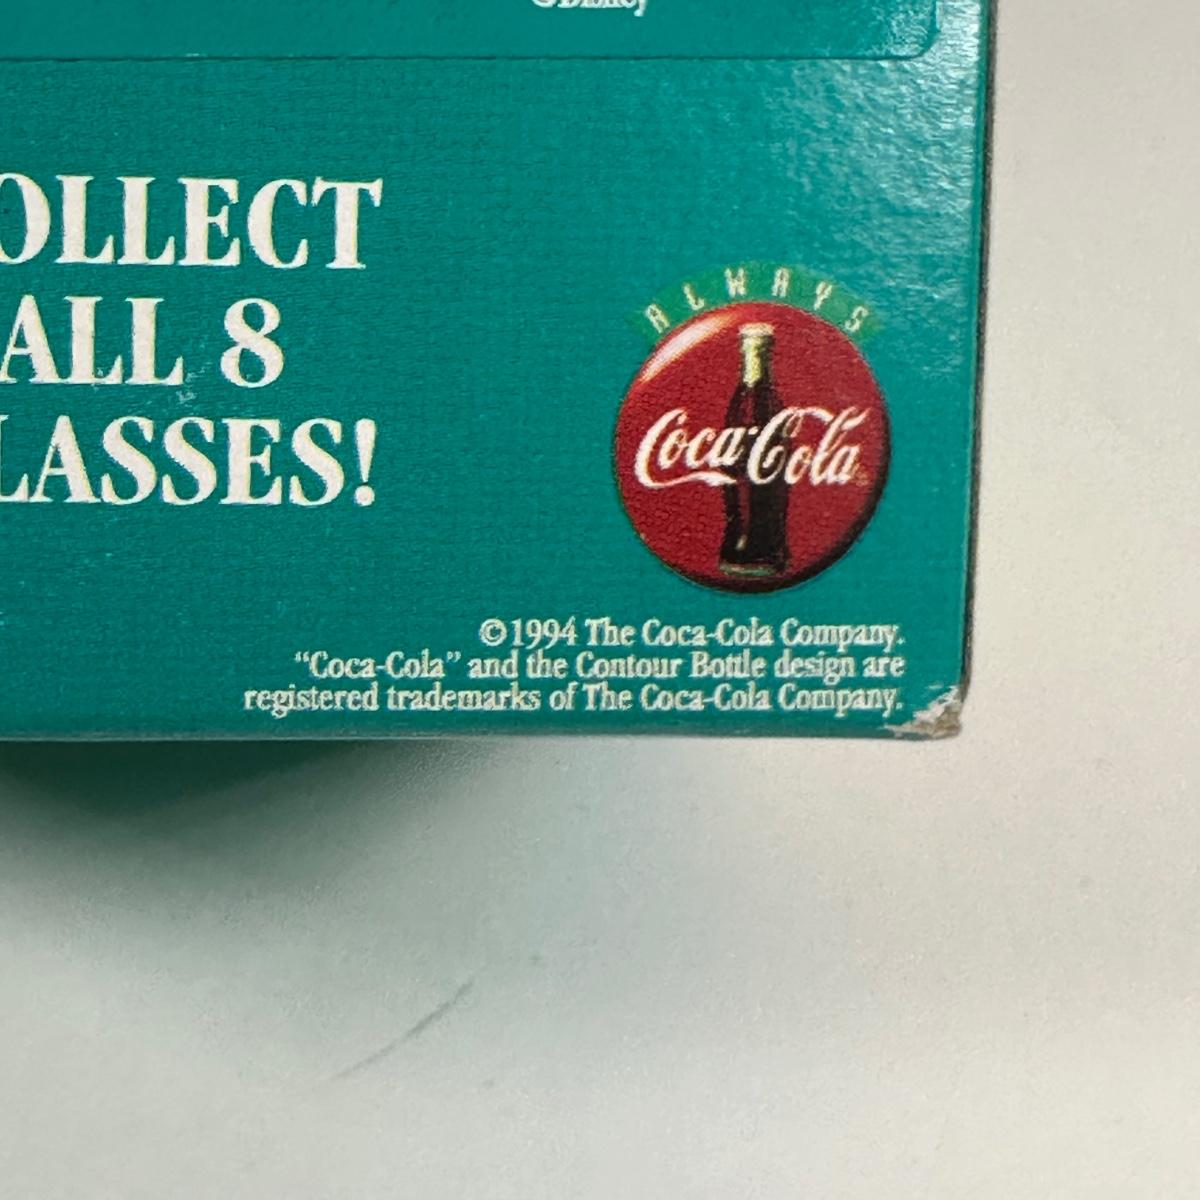 ©Disney
OLLECT
ALL 8
LASSES!
ALWAYS
Coca-Cola
©1994 The Coca-Cola Company.
“Coca-Cola” and the Contour Bottle design are
registered trademarks of The Coca-Cola Company.